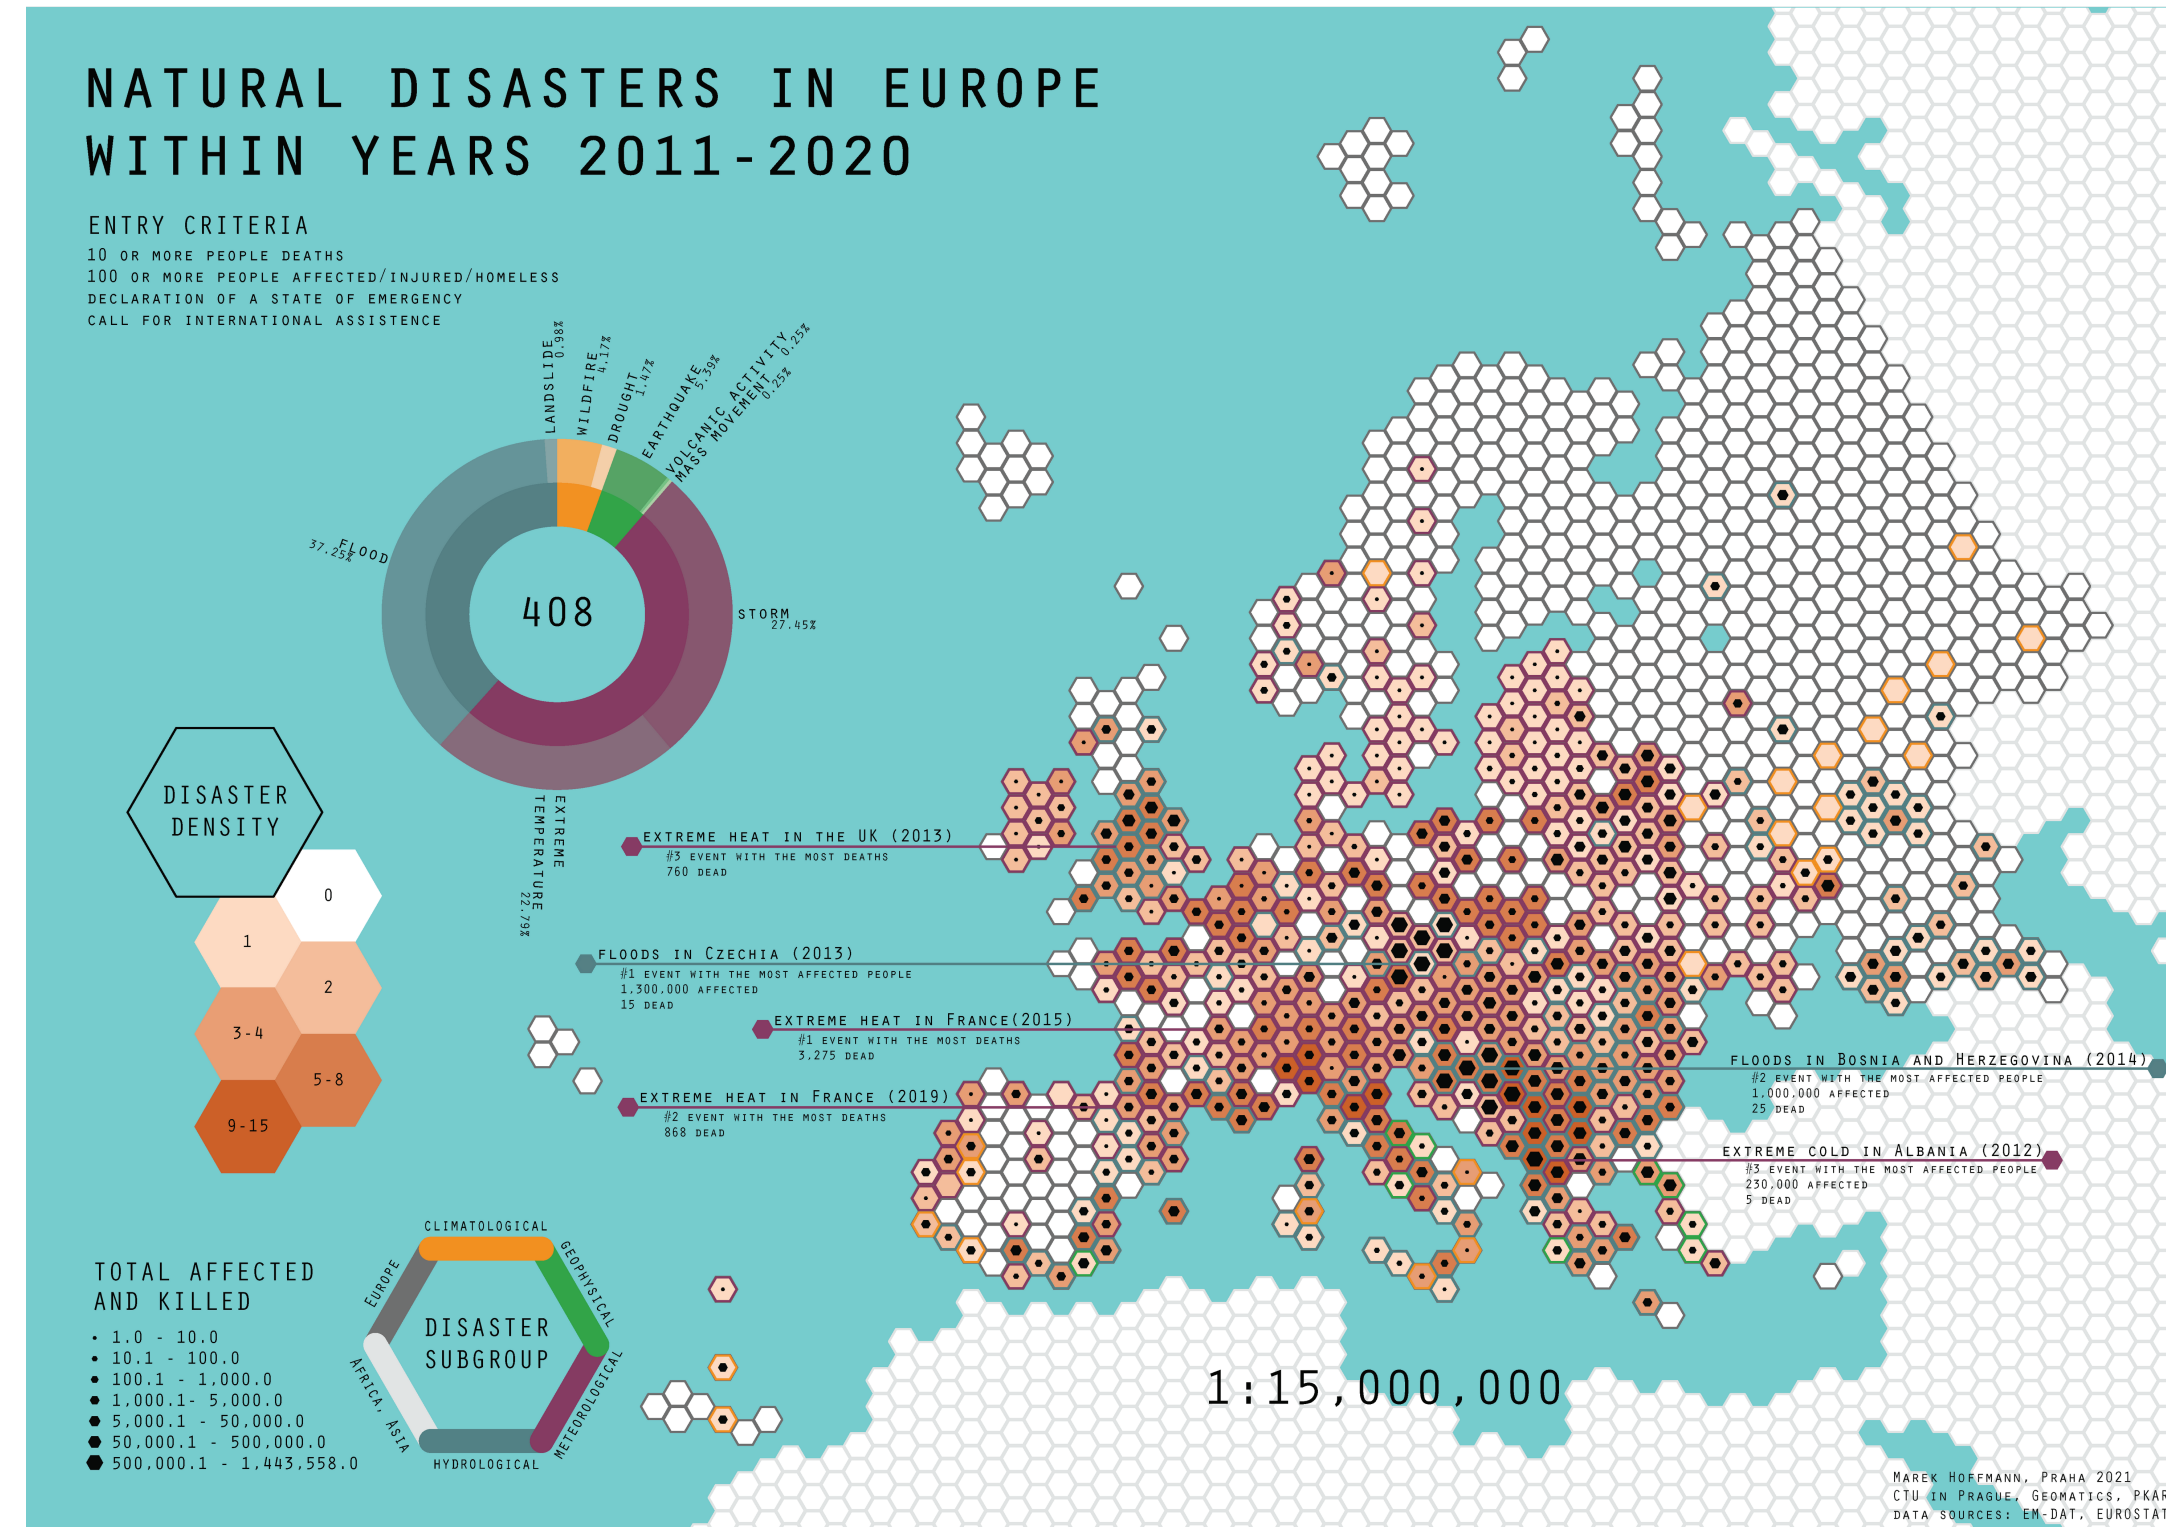 NATURAL DISASTERS IN EUROPE
WITHIN YEARS 2011-2020
ENTRY CRITERIA
10 OR MORE PEOPLE DEATHS
100 OR MORE PEOPLE AFFECTED/INJURED/HOMELESS
DECLARATION OF A STATE OF EMERGENCY
CALL FOR INTERNATIONAL ASSISTENCE
LANDSLIDE
0.98%
WILDFIRE
4.17%
DROUGHT
1.47%
EARTHQUAKE
5.39%
VOLCANIC ACTIVITY
0.25%
MASS MOVEMENT
0.25%
FLOOD
37.25%
408
STORM
27.45%
EXTREME
TEMPERATURE
22.79%
DISASTER
DENSITY
0
1
2
3-4
5-8
9-15
EXTREME HEAT IN THE UK (2013)
#3 EVENT WITH THE MOST DEATHS
760 DEAD
FLOODS IN CZECHIA (2013)
#1 EVENT WITH THE MOST AFFECTED PEOPLE
1,300,000 AFFECTED
15 DEAD
EXTREME HEAT IN FRANCE(2015)
#1 EVENT WITH THE MOST DEATHS
3,275 DEAD
EXTREME HEAT IN FRANCE (2019)
#2 EVENT WITH THE MOST DEATHS
868 DEAD
FLOODS IN BOSNIA AND HERZEGOVINA (2014)
#2 EVENT WITH THE MOST AFFECTED PEOPLE
1.000.000 AFFECTED
25 DEAD
EXTREME COLD IN ALBANIA (2012)
#3 EVENT WITH THE MOST AFFECTED PEOPLE
230,000 AFFECTED
5 DEAD
TOTAL AFFECTED
AND KILLED
1.0 - 10.0
10.1 - 100.0
100.1 - 1,000.0
1,000.1- 5,000.0
5,000.1 - 50,000.0
50,000.1 - 500,000.0
500,000.1 - 1,443,558.0
CLIMATOLOGICAL
GEOPHYSICAL
EUROPE
DISASTER
SUBGROUP
AFRICA, ASIA
METEOROLOGICAL
HYDROLOGICAL
1:15,000,000
MAREK HOFFMANN, PRAHA 2021
CTU IN PRAGUE, GEOMATICS, PKAR
DATA SOURCES: EM-DAT, EUROSTAT